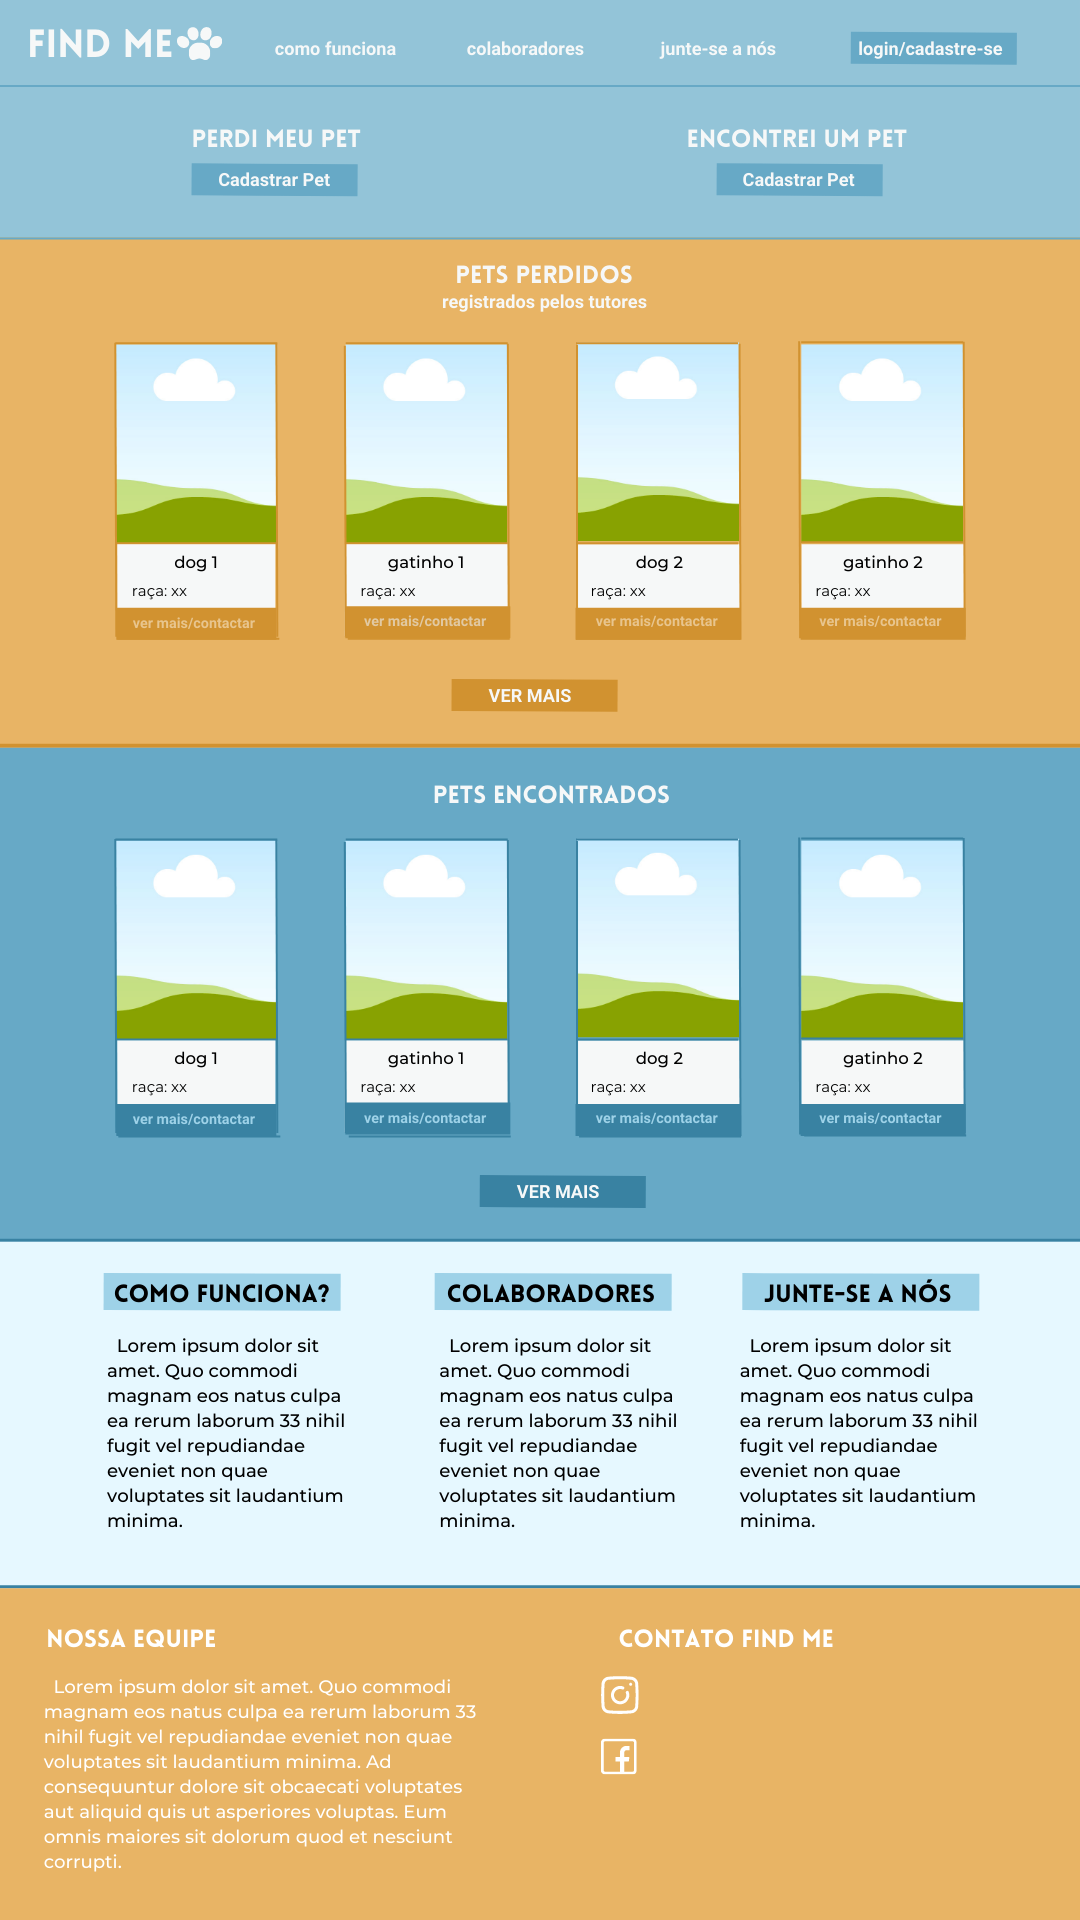 FIND ME
como funciona
colaboradores
junte-se a nós
login/cadastre-se
PERDI MEU PET
ENCONTREI UM PET
Cadastrar Pet
Cadastrar Pet
PETS PERDIDOS
registrados pelos tutores
dog 1
raça: xx
ver mais/contactar
gatinho 1
raça: xx
ver mais/contactar
dog 2
raça: xx
ver mais/contactar
gatinho 2
raça: xx
ver mais/contactar
VER MAIS
PETS ENCONTRADOS
dog 1
raça: xx
ver mais/contactar
gatinho 1
raça: xx
ver mais/contactar
dog 2
raça: xx
ver mais/contactar
gatinho 2
raça: xx
ver mais/contactar
VER MAIS
COMO FUNCIONA?
Lorem ipsum dolor sit
amet. Quo commodi
magnam eos natus culpa
ea rerum laborum 33 nihil
fugit vel repudiandae
eveniet non quae
voluptates sit laudantium
minima.
COLABORADORES
Lorem ipsum dolor sit
amet. Quo commodi
magnam eos natus culpa
ea rerum laborum 33 nihil
fugit vel repudiandae
eveniet non quae
voluptates sit laudantium
minima.
JUNTE-SE A NÓS
Lorem ipsum dolor sit
amet. Quo commodi
magnam eos natus culpa
ea rerum laborum 33 nihil
fugit vel repudiandae
eveniet non quae
voluptates sit laudantium
minima.
NOSSA EQUIPE
Lorem ipsum dolor sit amet. Quo commodi
magnam eos natus culpa ea rerum laborum 33
nihil fugit vel repudiandae eveniet non quae
voluptates sit laudantium minima. Ad
consequuntur dolore sit obcaecati voluptates
aut aliquid quis ut asperiores voluptas. Eum
omnis maiores sit dolorum quod et nesciunt
corrupti.
CONTATO FIND ME